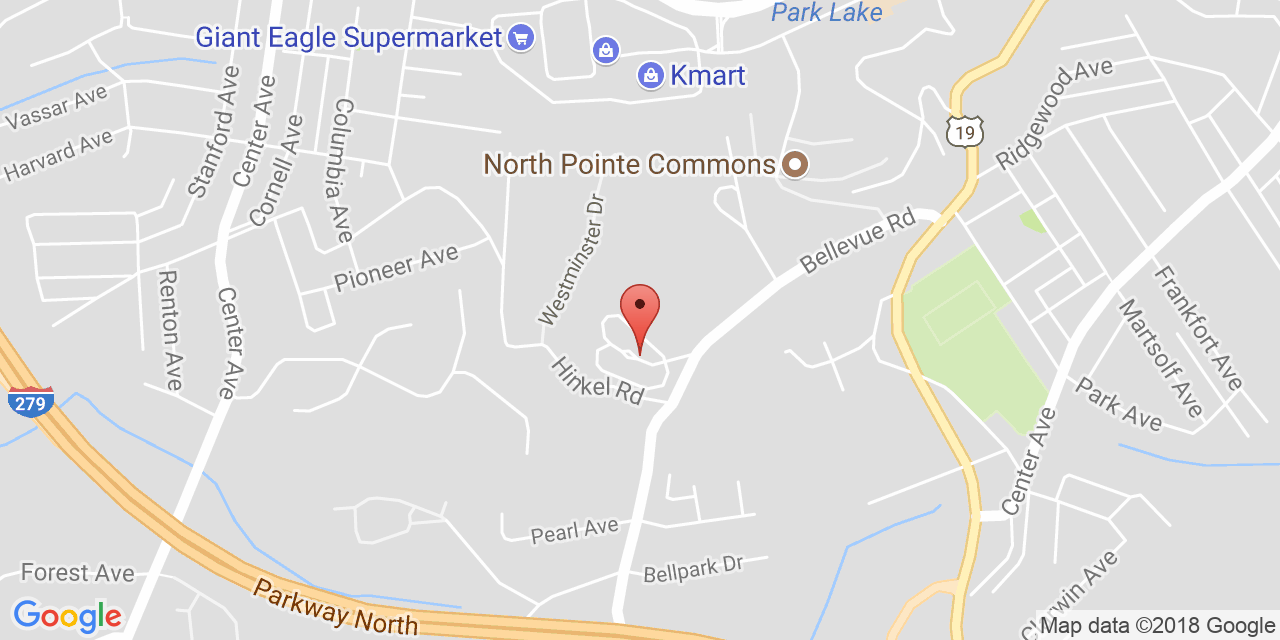 Park Lake
Giant Eagle Supermarket
Kmart
Vassar Ave
Harvard Ave
Stanford Ave
Center Ave
Cornell Ave
Columbia Ave
19
Ridgewood Ave
North Pointe Commons
Westminster Dr
Bellevue Rd
Pioneer Ave
Renton Ave
Center Ave
Hinkel Rd
Frankfort Ave
Martsolf Ave
Park Ave
279
Center Ave
Pearl Ave
Bellpark Dr
Forest Ave
Parkway North
Google
Map data ©2018 Google